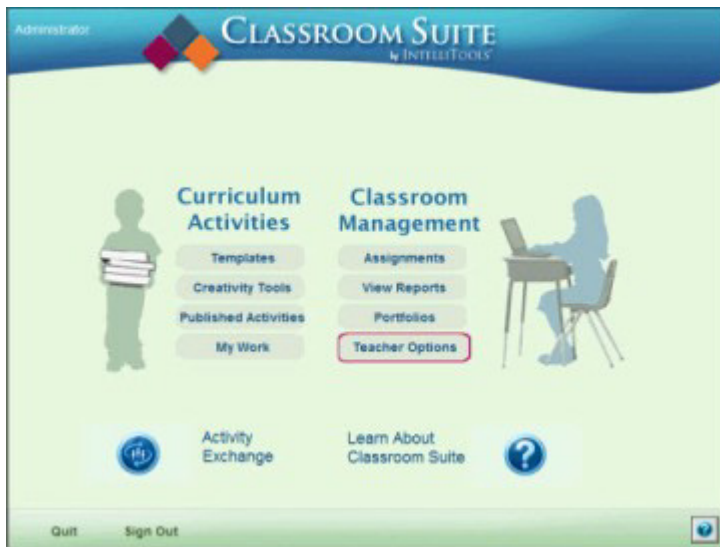 Administrator
CLASSROOM SUITE
by INTELLITOOLS®
Curriculum
Activities
Templates
Creativity Tools
Published Activities
My Work
Classroom
Management
Assignments
View Reports
Portfolios
Teacher Options
Activity
Exchange
Learn About
Classroom Suite
?
Quit
Sign Out
?